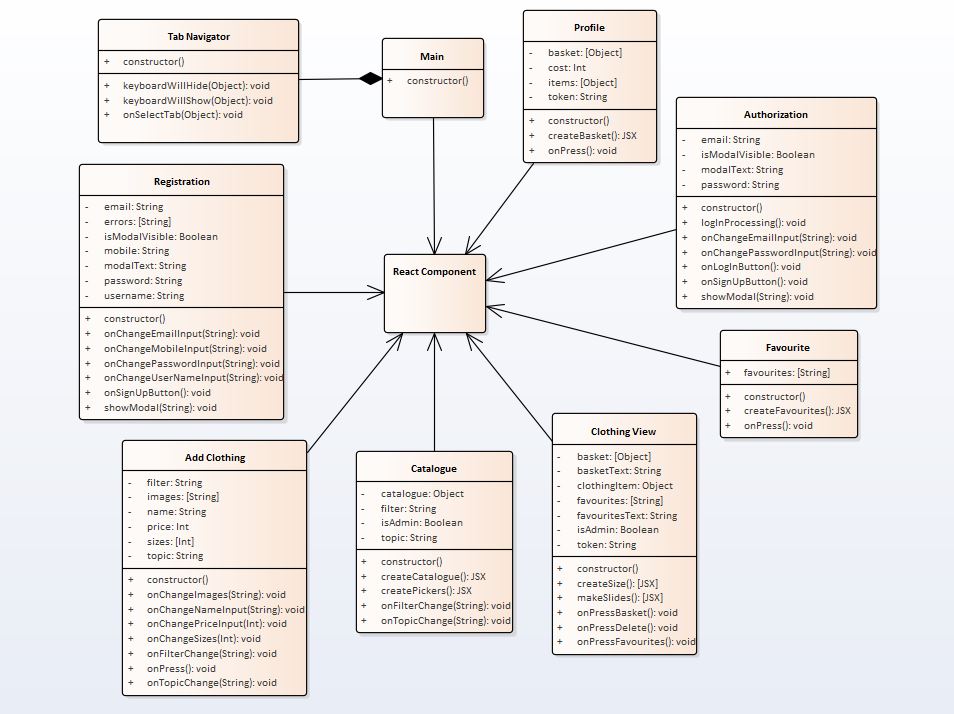 Tab Navigator
+ constructor()
+ keyboardWillHide(Object): void
+ keyboardWillShow(Object): void
+ onSelectTab(Object): void
Main
+ constructor()
Profile
- basket: [Object]
- cost: Int
- items: [Object]
- token: String
+ constructor()
+ createBasket(): JSX
+ onPress(): void
Authorization
- email: String
- isModalVisible: Boolean
- modalText: String
- password: String
+ constructor()
+ logInProcessing(): void
+ onChangeEmailInput(String): void
+ onChangePasswordInput(String): void
+ onLogInButton(): void
+ onSignUpButton(): void
+ showModal(String): void
Registration
- email: String
- errors: [String]
- isModalVisible: Boolean
- mobile: String
- modalText: String
- password: String
- username: String
+ constructor()
+ onChangeEmailInput(String): void
+ onChangeMobileInput(String): void
+ onChangePasswordInput(String): void
+ onChangeUserNameInput(String): void
+ onSignUpButton(): void
+ showModal(String): void
React Component
Favourite
+ favourites: [String]
+ constructor()
+ createFavourites(): JSX
+ onPress(): void
Add Clothing
- filter: String
- images: [String]
- name: String
- price: Int
- sizes: [Int]
- topic: String
+ constructor()
+ onChangeImages(String): void
+ onChangeNameInput(String): void
+ onChangePriceInput(Int): void
+ onChangeSizes(Int): void
+ onFilterChange(String): void
+ onPress(): void
+ onTopicChange(String): void
Catalogue
- catalogue: Object
- filter: String
- isAdmin: Boolean
- topic: String
+ constructor()
+ createCatalogue(): JSX
+ createPickers(): JSX
+ onFilterChange(String): void
+ onTopicChange(String): void
Clothing View
- basket: [Object]
- basketText: String
- clothingItem: Object
- favourites: [String]
- favouritesText: String
- isAdmin: Boolean
- token: String
+ constructor()
+ createSize(): [JSX]
+ makeSlides(): [JSX]
+ onPressBasket(): void
+ onPressDelete(): void
+ onPressFavourites(): void